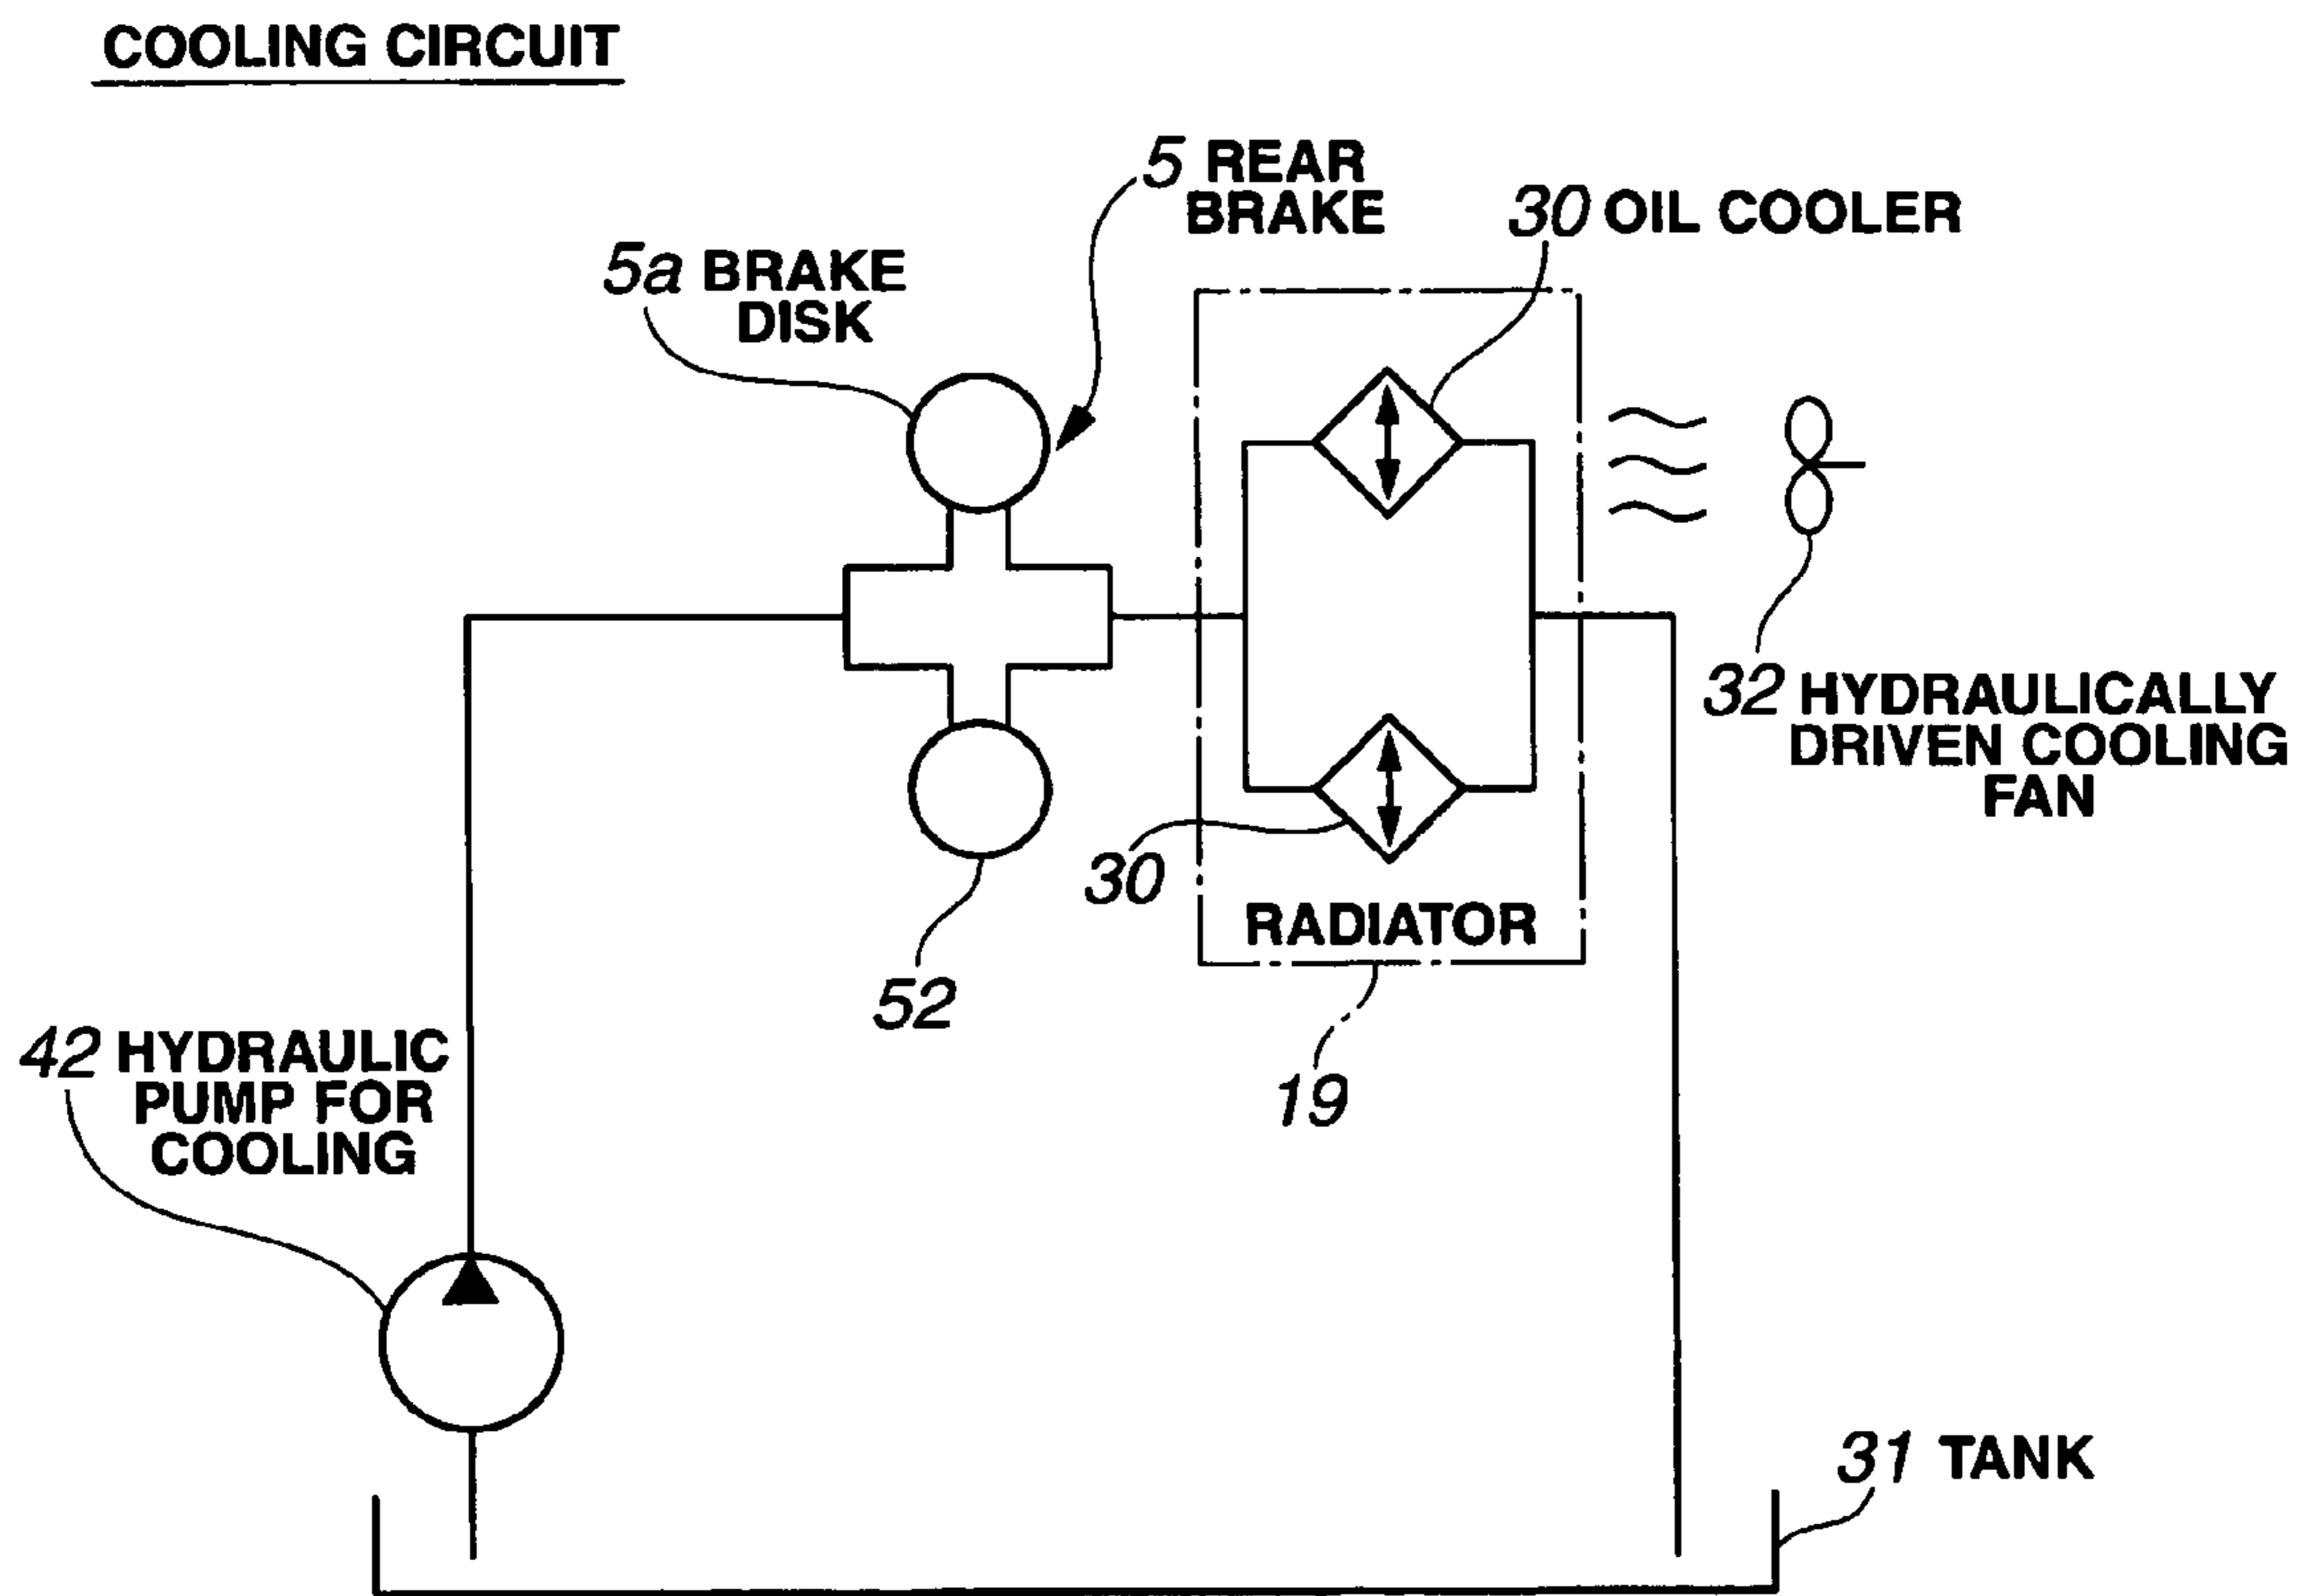 COOLING CIRCUIT
5 REAR
BRAKE
30 OIL COOLER
5a BRAKE
DISK
32 HYDRAULICALLY
DRIVEN COOLING
FAN
30
RADIATOR
52
19
42 HYDRAULIC
PUMP FOR
COOLING
31 TANK